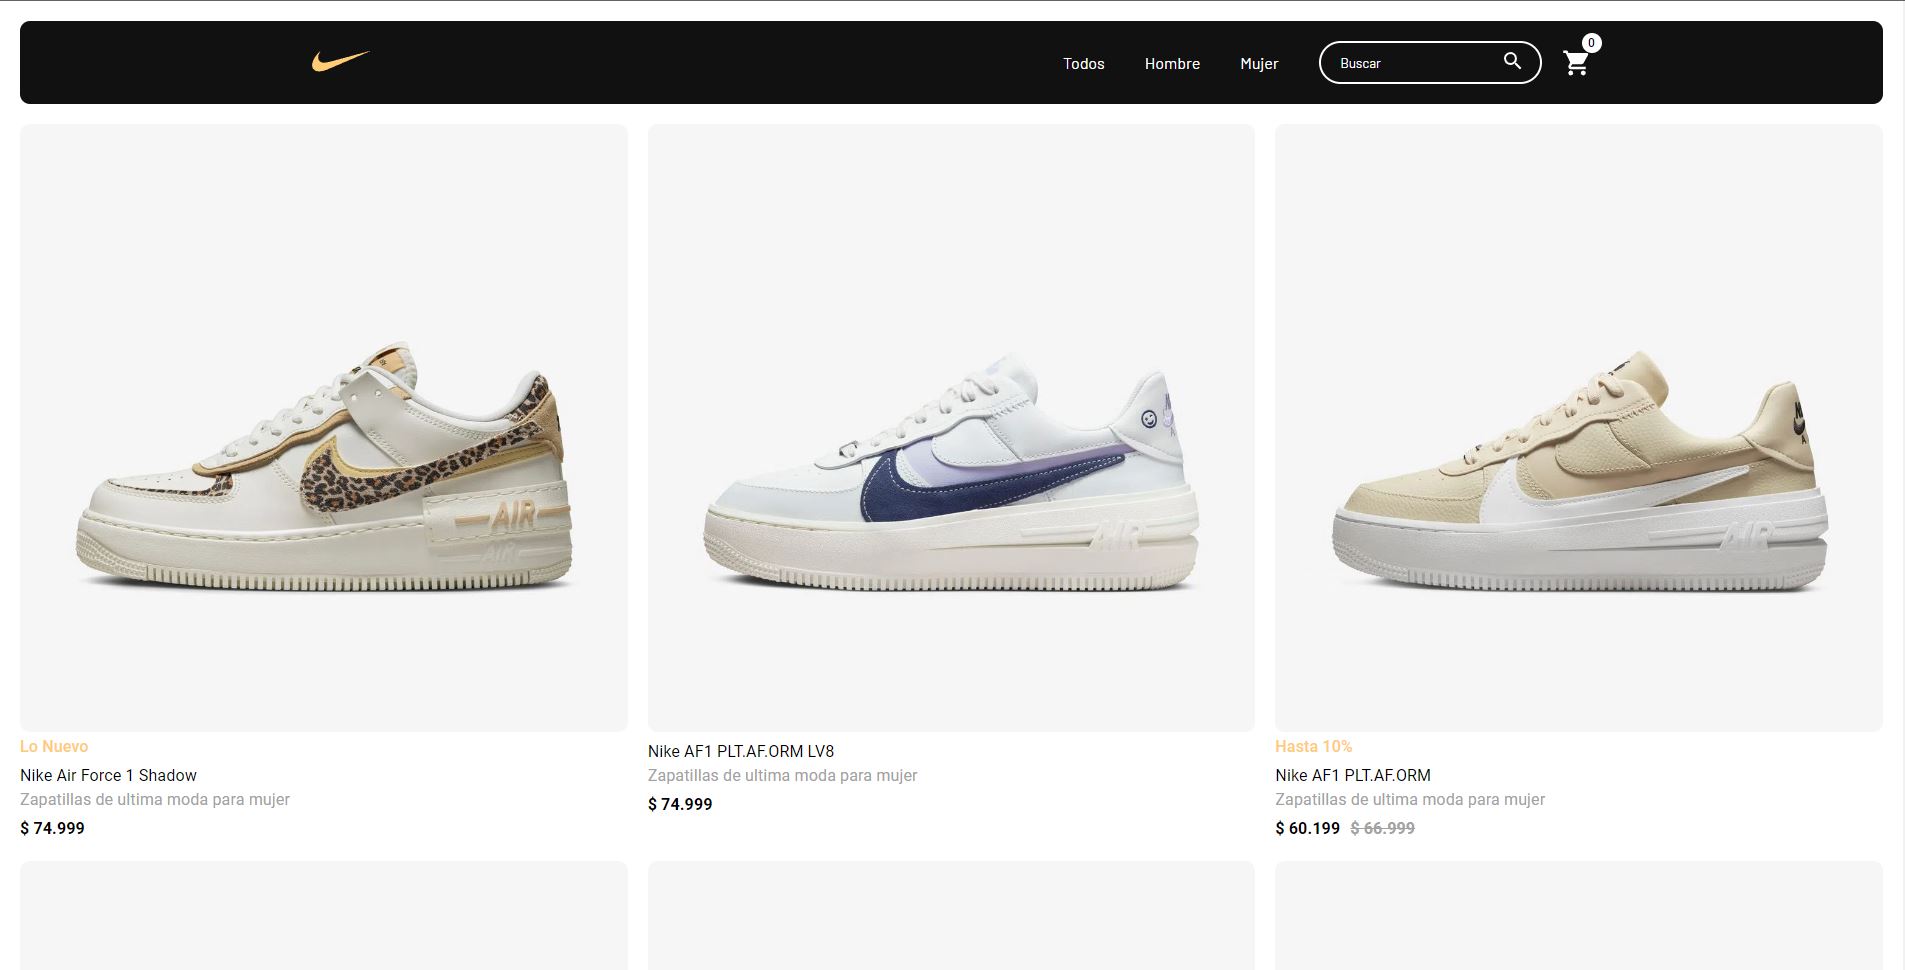 Todos Hombre Mujer Buscar 0
AIR
AIR
AIR
AIR
Lo Nuevo
Nike Air Force 1 Shadow
Zapatillas de ultima moda para mujer
$ 74.999
Nike AF1 PLT.AF.ORM LV8
Zapatillas de ultima moda para mujer
$ 74.999
Hasta 10%
Nike AF1 PLT.AF.ORM
Zapatillas de ultima moda para mujer
$ 60.199 $ 66.999